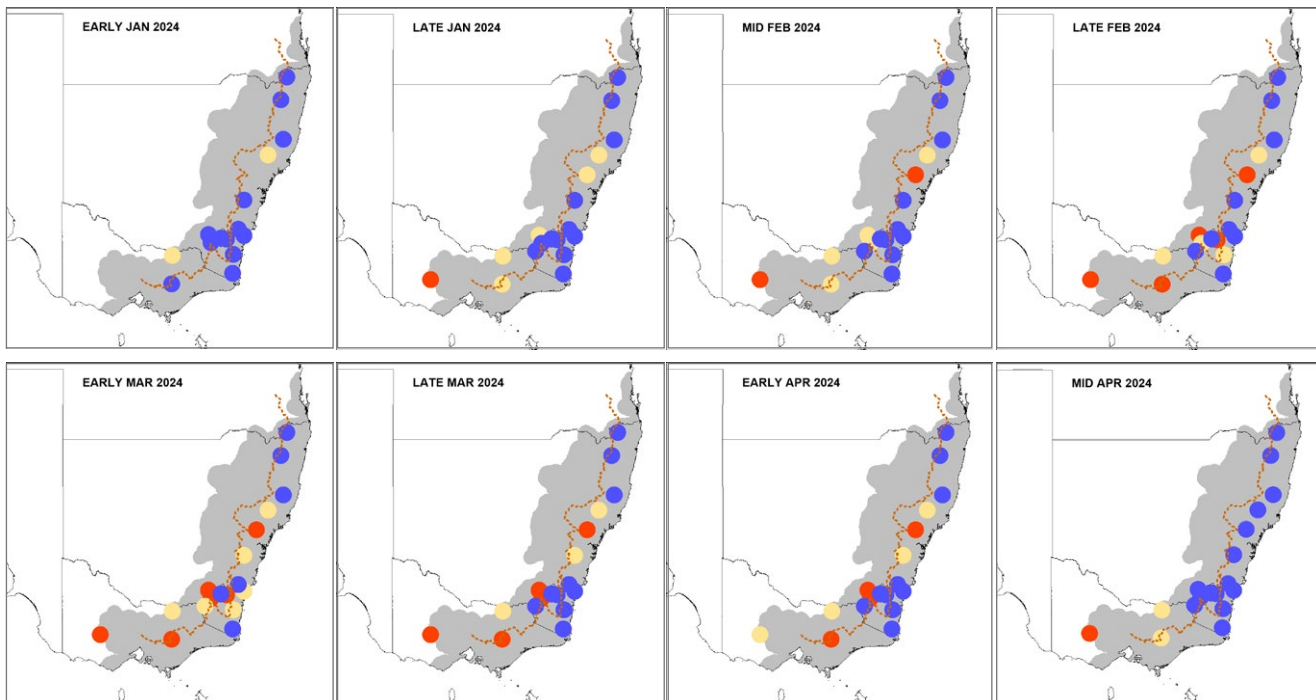 EARLY JAN 2024
LATE JAN 2024
MID FEB 2024
LATE FEB 2024
EARLY MAR 2024
LATE MAR 2024
EARLY APR 2024
MID APR 2024